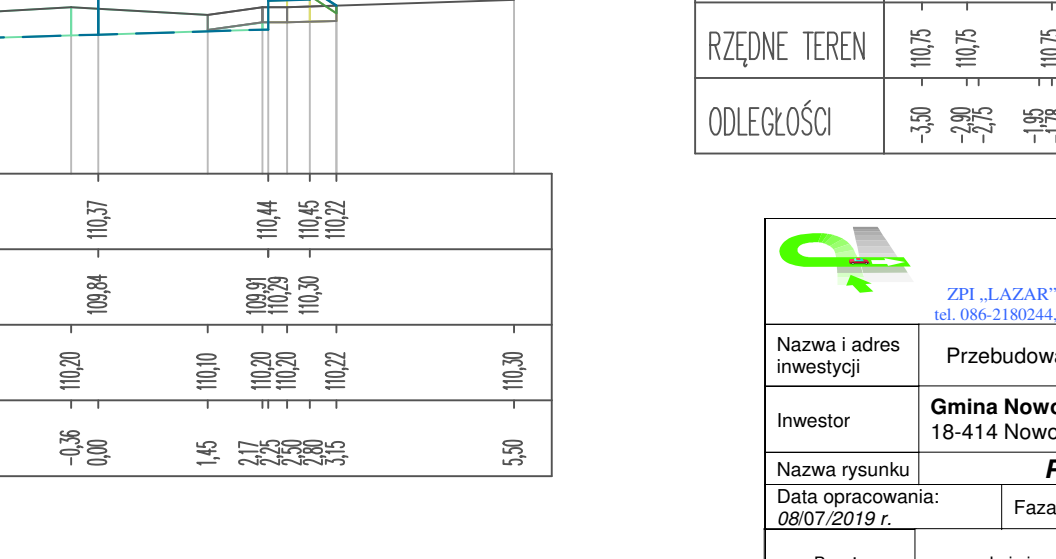 110,37 110,44 110,45 110,22
109,84 109,91 110,29 110,30
110,20 110,10 110,20 110,20 110,22 110,30
-0,36 0,00 1,45 2,17 2,25 2,50 2,80 3,15 5,50
RZĘDNE TEREN 110,75 110,75 110,75
ODLEGŁOŚCI -3,50 -2,90 -2,75 -1,95 -1,78
ZPI „LAZAR”
tel. 086-2180244,
Nazwa i adres
inwestycji
Przebudowa
Inwestor
Gmina Nowo
18-414 Nowo
Nazwa rysunku
Data opracowania:
08/07/2019 r.
Faza